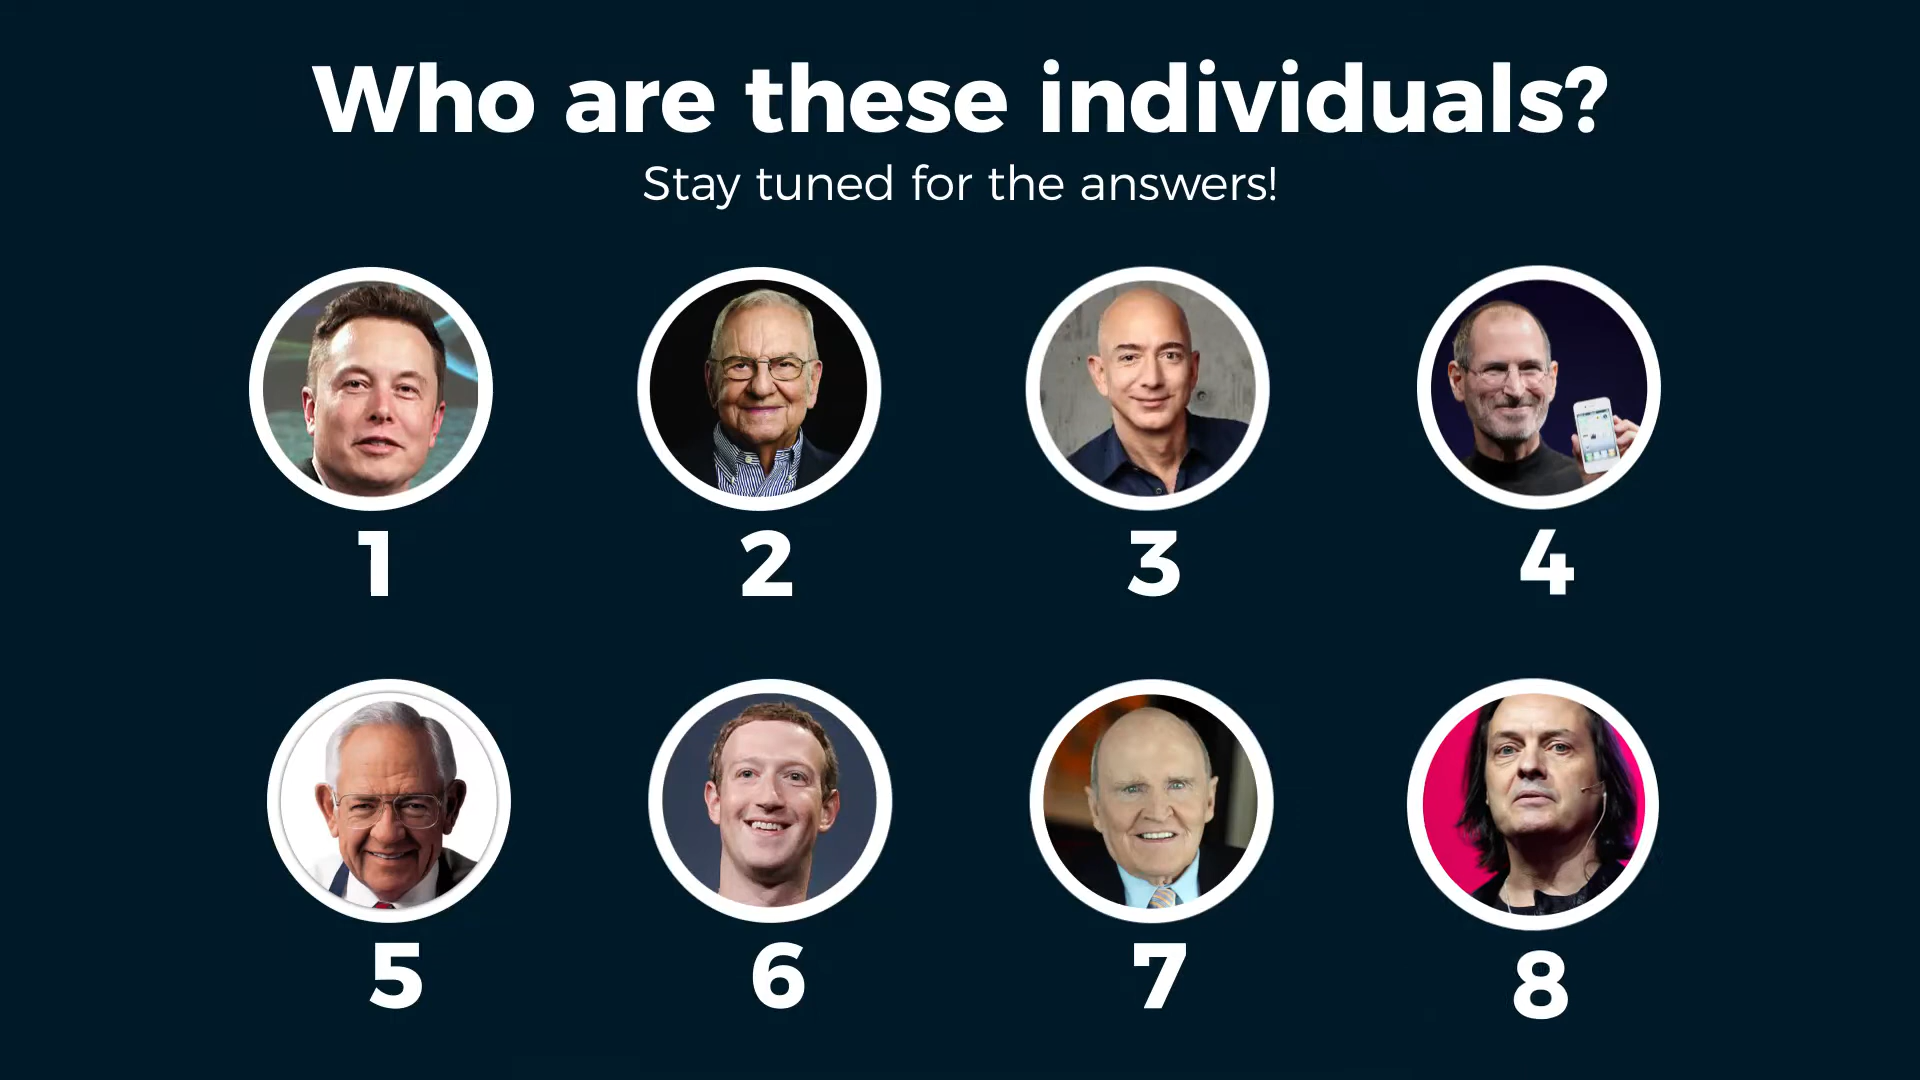 Who are these individuals?
Stay tuned for the answers!
1 2 3 4
5 6 7 8